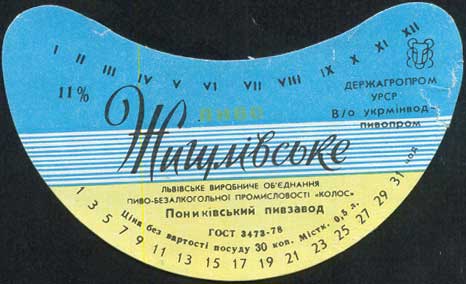 I II III IV V VI VII VIII IX X XI XII
11%
ПИВО
Жигулівське
ДЕРЖАГРОПРОМ
УРСР
В/о укрмінвод-
пивопром
ЛЬВІВСЬКЕ ВИРОБНИЧЕ ОБ'ЄДНАННЯ
ПИВО-БЕЗАЛКОГОЛЬНОЇ ПРОМИСЛОВОСТІ «КОЛОС»
Пониківський пивзавод
ГОСТ 3473-78
Ціна без вартості посуду 30 коп. Містк. 0,5 л.
1 3 5 7 9 11 13 15 17 19 21 23 25 27 29 31